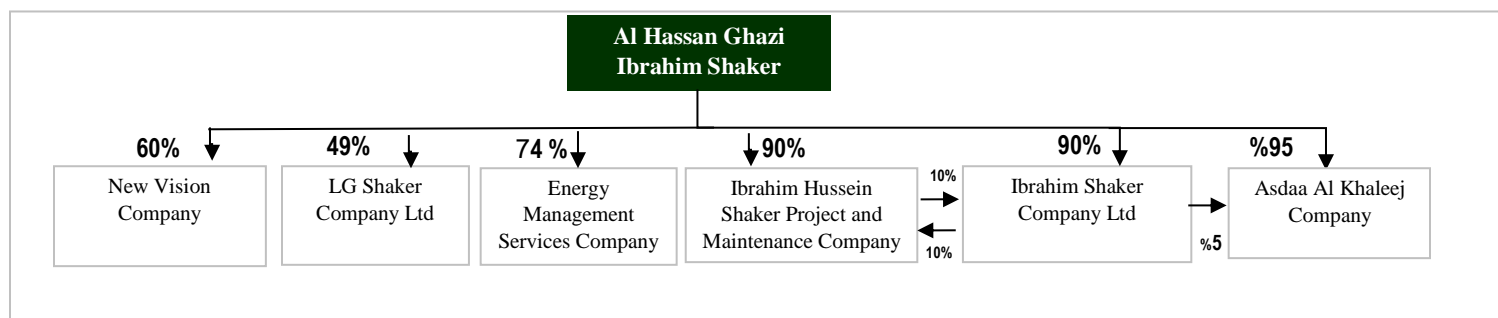 Al Hassan Ghazi
Ibrahim Shaker
60%
49%
74 %
90%
90%
%95
New Vision
Company
LG Shaker
Company Ltd
Energy
Management
Services Company
Ibrahim Hussein
Shaker Project and
Maintenance Company
10%
10%
Ibrahim Shaker
Company Ltd
%5
Asdaa Al Khaleej
Company